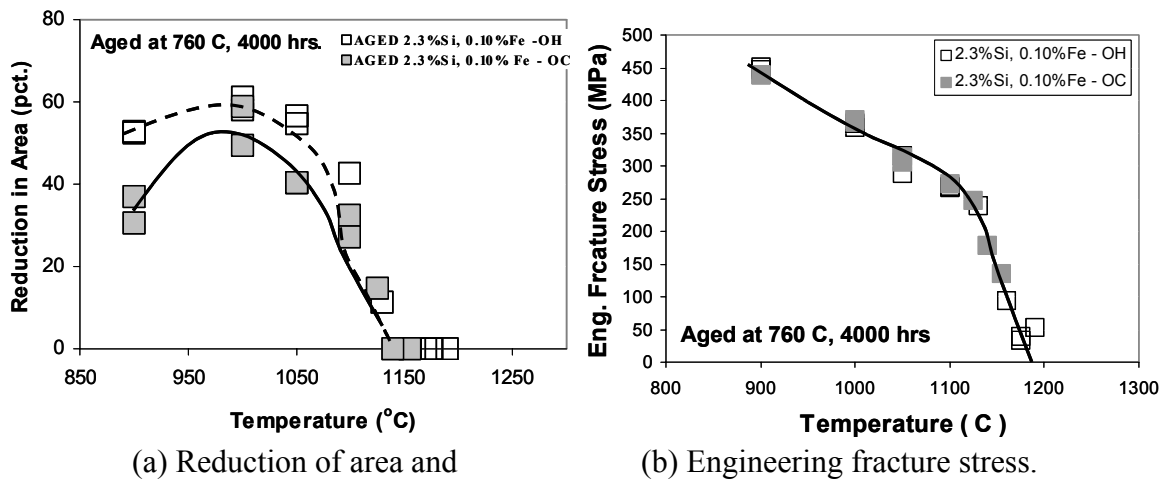 Aged at 760 C, 4000 hrs.
AGED 2.3%Si, 0.10%Fe -OH
AGED 2.3%Si, 0.10% Fe - OC
Reduction in Area (pct.)
80
60
40
20
0
850
950
1050
1150
1250
Temperature (°C)
(a) Reduction of area and
2.3%Si, 0.10%Fe - OH
2.3%Si, 0.10%Fe - OC
Eng. Frcature Stress (MPa)
500
450
400
350
300
250
200
150
100
50
0
Aged at 760 C, 4000 hrs
800
900
1000
1100
1200
1300
Temperature ( C )
(b) Engineering fracture stress.